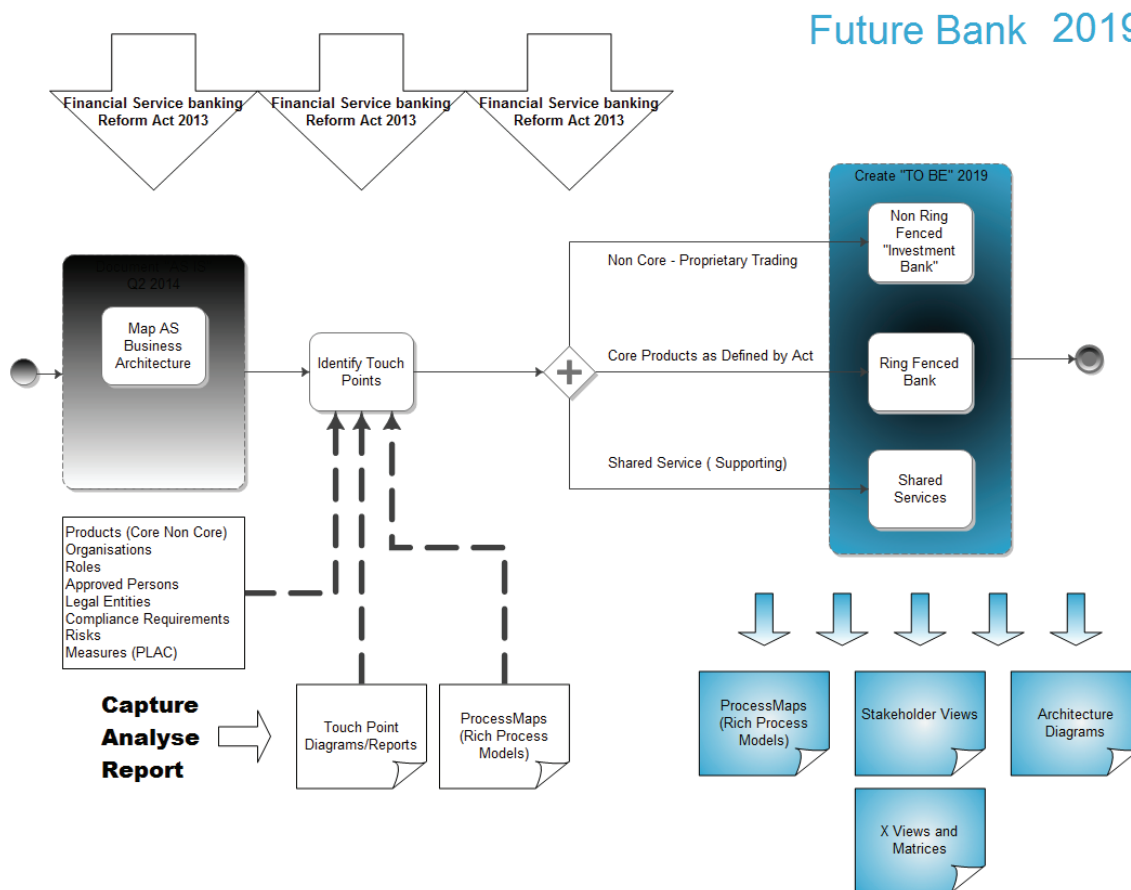 Future Bank 2019
Financial Service banking
Reform Act 2013
Financial Service banking
Reform Act 2013
Financial Service banking
Reform Act 2013
Create "TO BE" 2019
Non Ring
Fenced
"Investment
Bank"
Non Core - Proprietary Trading
Document "AS IS"
Q2 2014
Map AS
Business
Architecture
Identify Touch
Points
Core Products as Defined by Act
Ring Fenced
Bank
Shared Service ( Supporting)
Shared
Services
Products (Core Non Core)
Organisations
Roles
Approved Persons
Legal Entities
Compliance Requirements
Risks
Measures (PLAC)
Capture
Analyse
Report
Touch Point
Diagrams/Reports
ProcessMaps
(Rich Process
Models)
ProcessMaps
(Rich Process
Models)
Stakeholder Views
Architecture
Diagrams
X Views and
Matrices